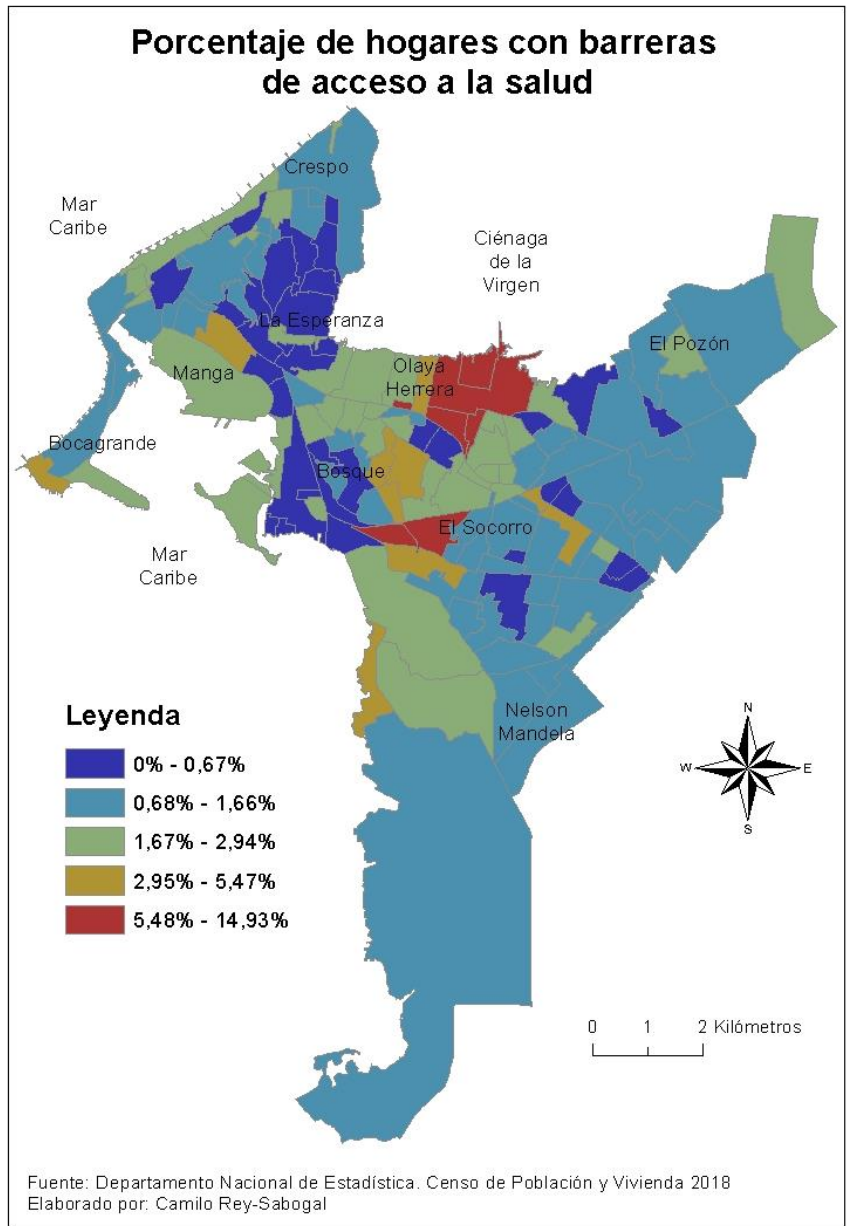 Porcentaje de hogares con barreras
de acceso a la salud
Crespo
Mar
Caribe
Ciénaga
de la
Virgen
La Esperanza
El Pozón
Manga
Olaya
Herrera
Bocagrande
Bosque
El Socorro
Mar
Caribe
Nelson
Mandela
Leyenda
0% - 0,67%
0,68% - 1,66%
1,67% - 2,94%
2,95% - 5,47%
5,48% - 14,93%
N
W
E
S
0 1 2 Kilómetros
Fuente: Departamento Nacional de Estadística. Censo de Población y Vivienda 2018
Elaborado por: Camilo Rey-Sabogal